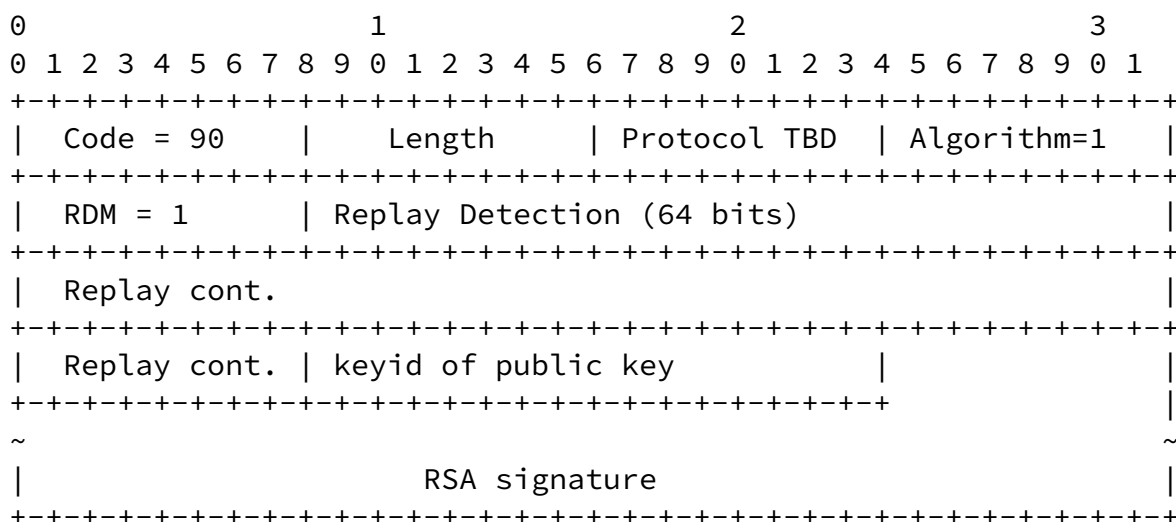 0                   1                   2                   3
0 1 2 3 4 5 6 7 8 9 0 1 2 3 4 5 6 7 8 9 0 1 2 3 4 5 6 7 8 9 0 1
+-+-+-+-+-+-+-+-+-+-+-+-+-+-+-+-+-+-+-+-+-+-+-+-+-+-+-+-+-+-+-+-+
|  Code = 90    |    Length     | Protocol TBD  | Algorithm=1   |
+-+-+-+-+-+-+-+-+-+-+-+-+-+-+-+-+-+-+-+-+-+-+-+-+-+-+-+-+-+-+-+-+
|  RDM = 1      | Replay Detection (64 bits)                    |
+-+-+-+-+-+-+-+-+-+-+-+-+-+-+-+-+-+-+-+-+-+-+-+-+-+-+-+-+-+-+-+-+
|  Replay cont.                                                 |
+-+-+-+-+-+-+-+-+-+-+-+-+-+-+-+-+-+-+-+-+-+-+-+-+-+-+-+-+-+-+-+-+
|  Replay cont. | keyid of public key           |               |
+-+-+-+-+-+-+-+-+-+-+-+-+-+-+-+-+-+-+-+-+-+-+-+-+               |
~                                                               ~
|                      RSA signature                            |
+-+-+-+-+-+-+-+-+-+-+-+-+-+-+-+-+-+-+-+-+-+-+-+-+-+-+-+-+-+-+-+-+